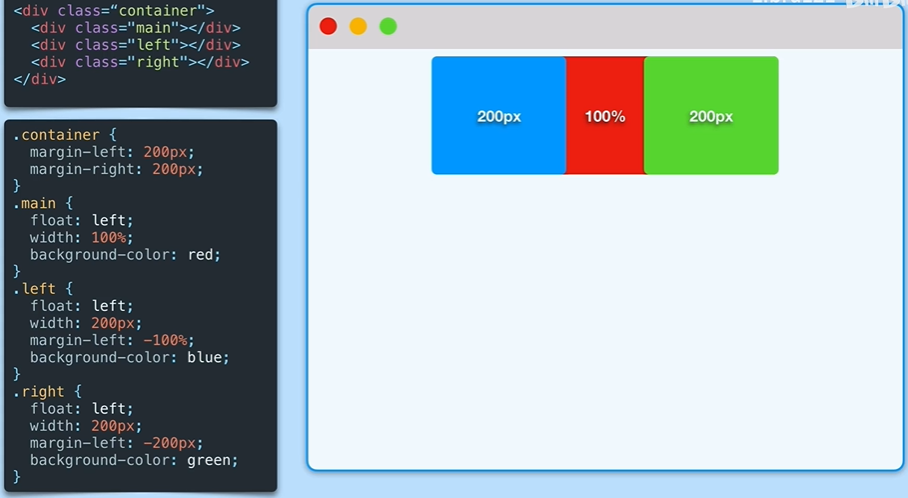 <div class=“container">
<div class="main"></div>
<div class="left"></div>
<div class="right"></div>
</div>
.container {
margin-left: 200px;
margin-right: 200px;
}
.main {
float: left;
width: 100%;
background-color: red;
}
.left {
float: left;
width: 200px;
margin-left: -100%;
background-color: blue;
}
.right {
float: left;
width: 200px;
margin-left: -200px;
background-color: green;
}
200px
100%
200px